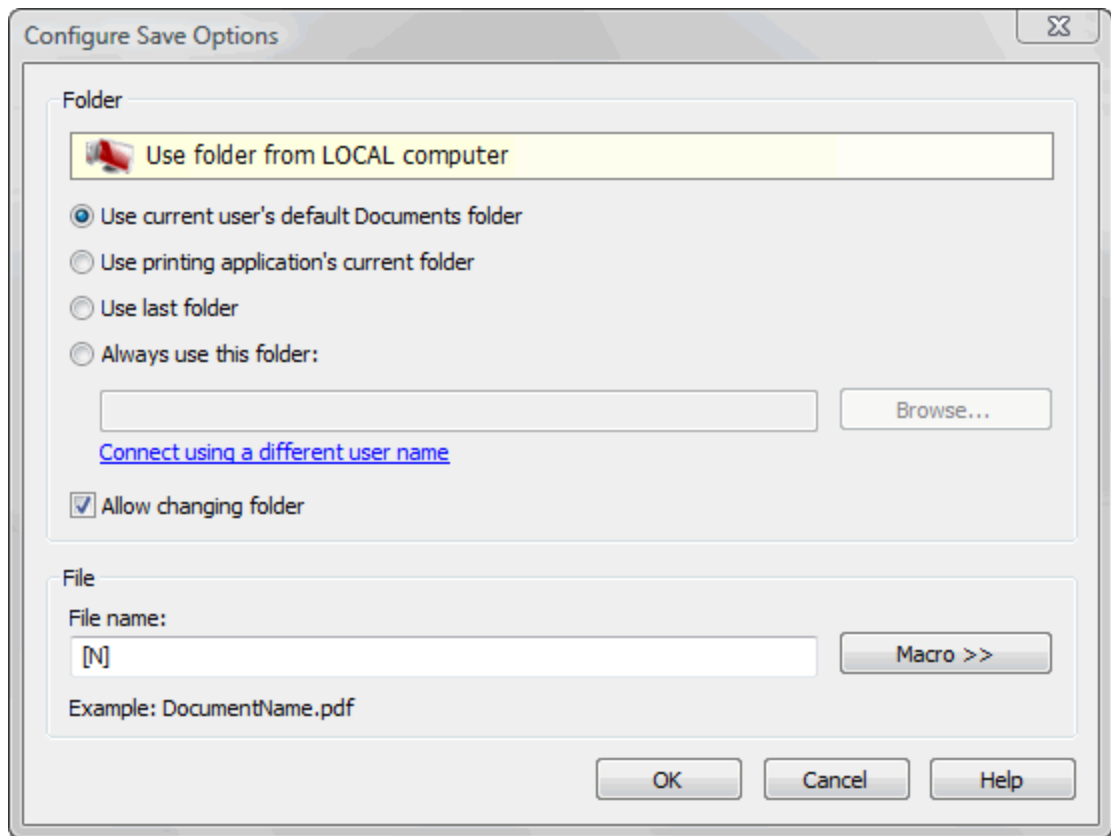 Configure Save Options
Folder
Use folder from LOCAL computer
Use current user's default Documents folder
Use printing application's current folder
Use last folder
Always use this folder:
Browse...
Connect using a different user name
Allow changing folder
File
File name:
[N]
Macro >>
Example: DocumentName.pdf
OK Cancel Help